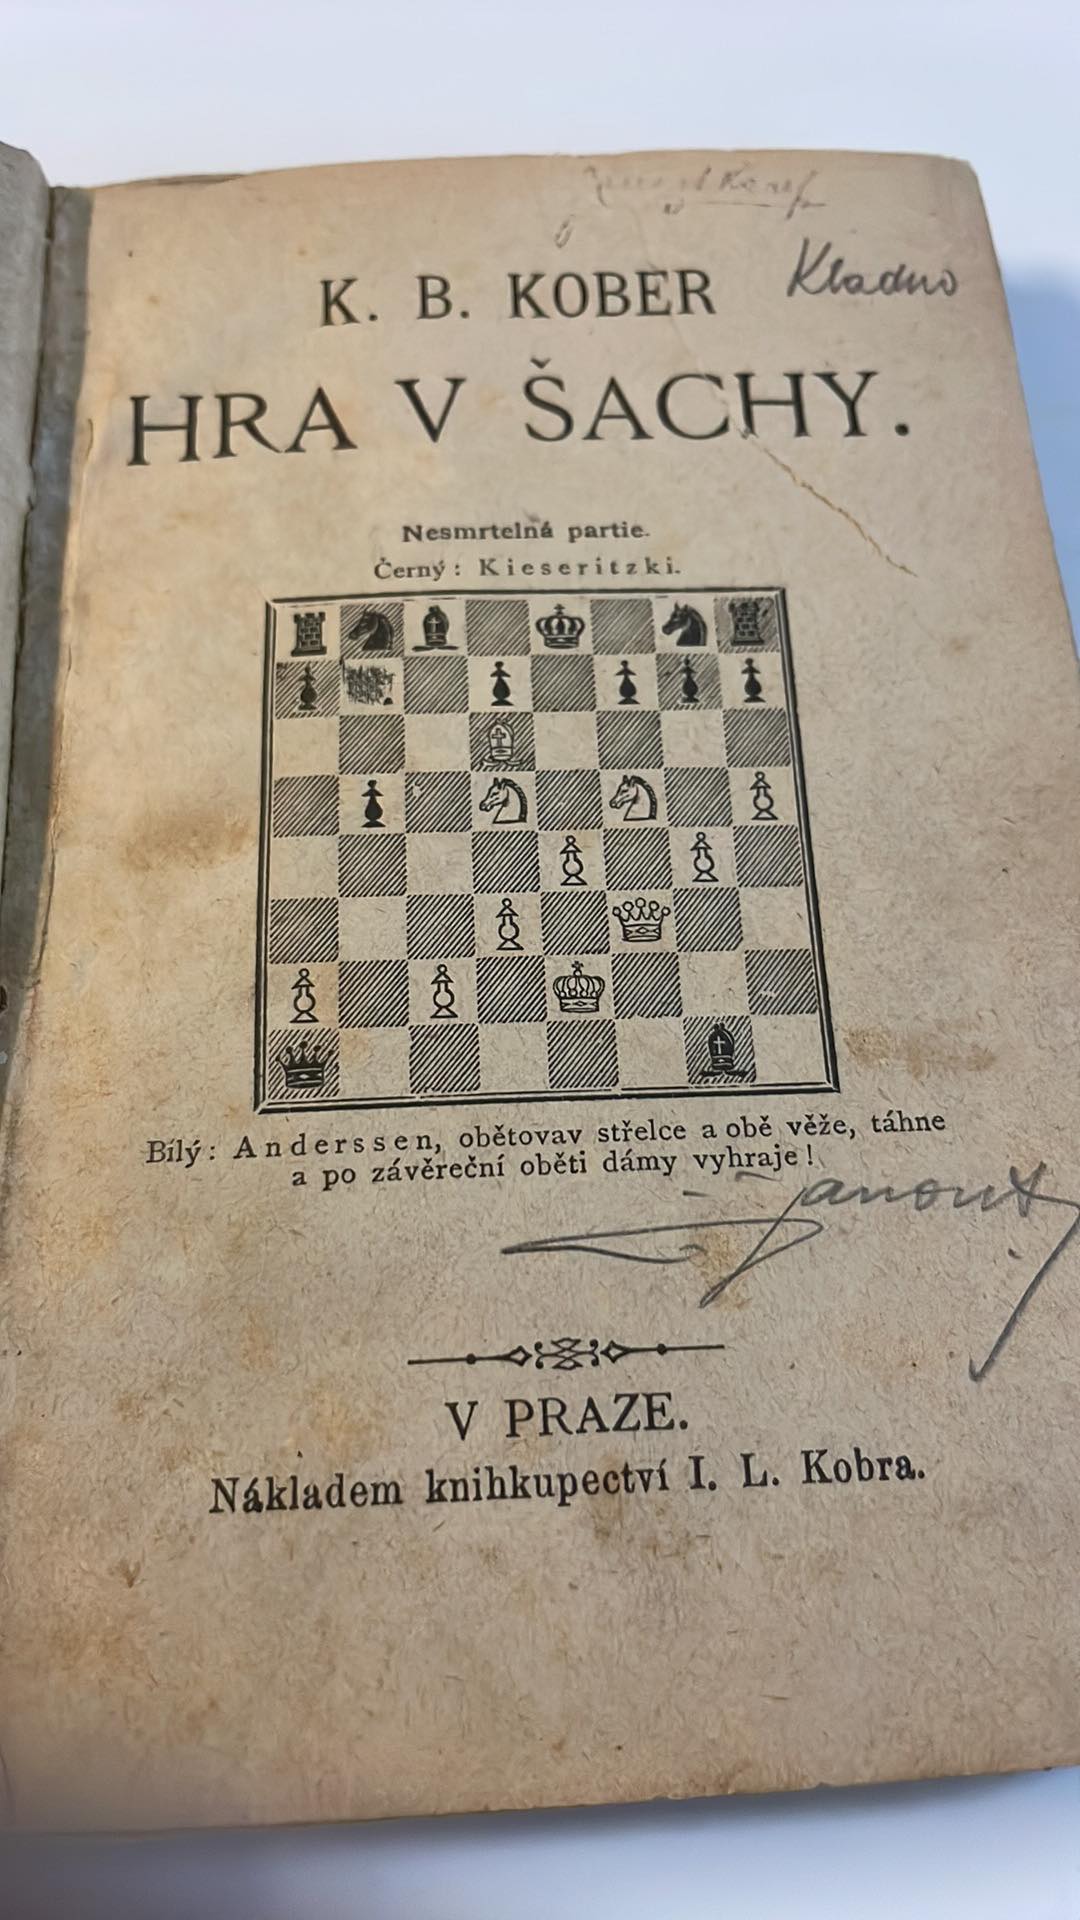 Kladno
K. B. KOBER
HRA V ŠACHY.
Nesmrtelná partie.
Černý: Kieseritzki.
Bílý: Anderssen, obětovav střelce a obě věže, táhne
a po závěreční oběti dámy vyhraje!
V PRAZE.
Nákladem knihkupectví I. L. Kobra.